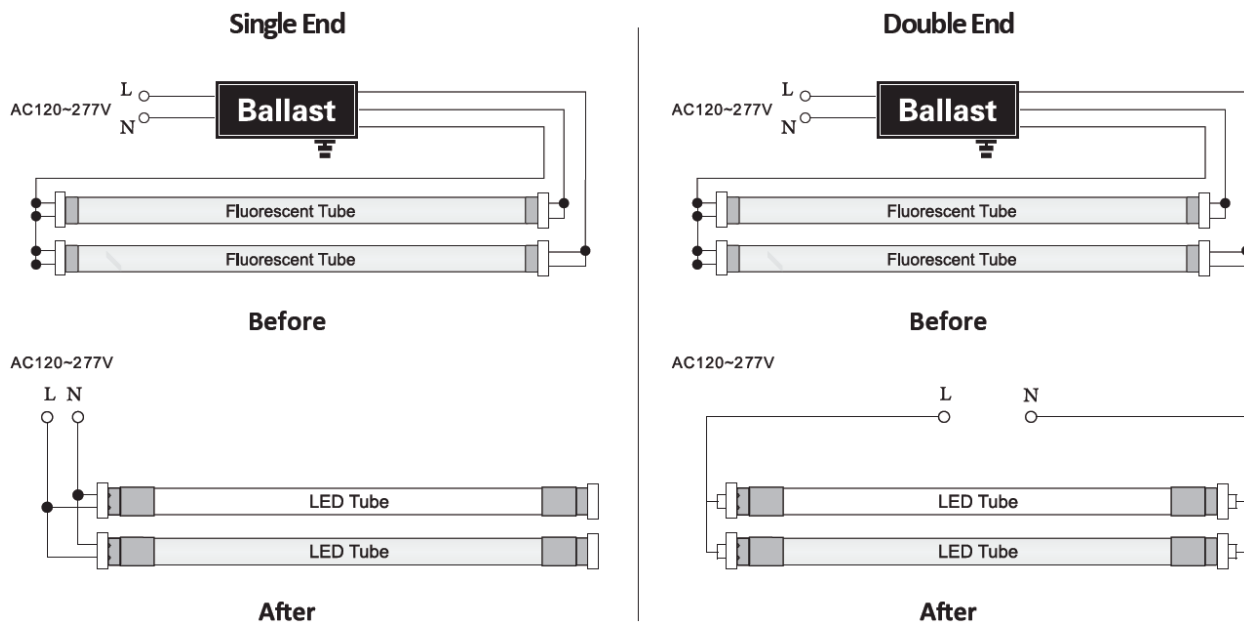 Single End
L
AC120~277V
N
Ballast
Fluorescent Tube
Fluorescent Tube
Before
AC120~277V
L N
LED Tube
LED Tube
After
Double End
L
AC120~277V
N
Ballast
Fluorescent Tube
Fluorescent Tube
Before
AC120~277V
L N
LED Tube
LED Tube
After